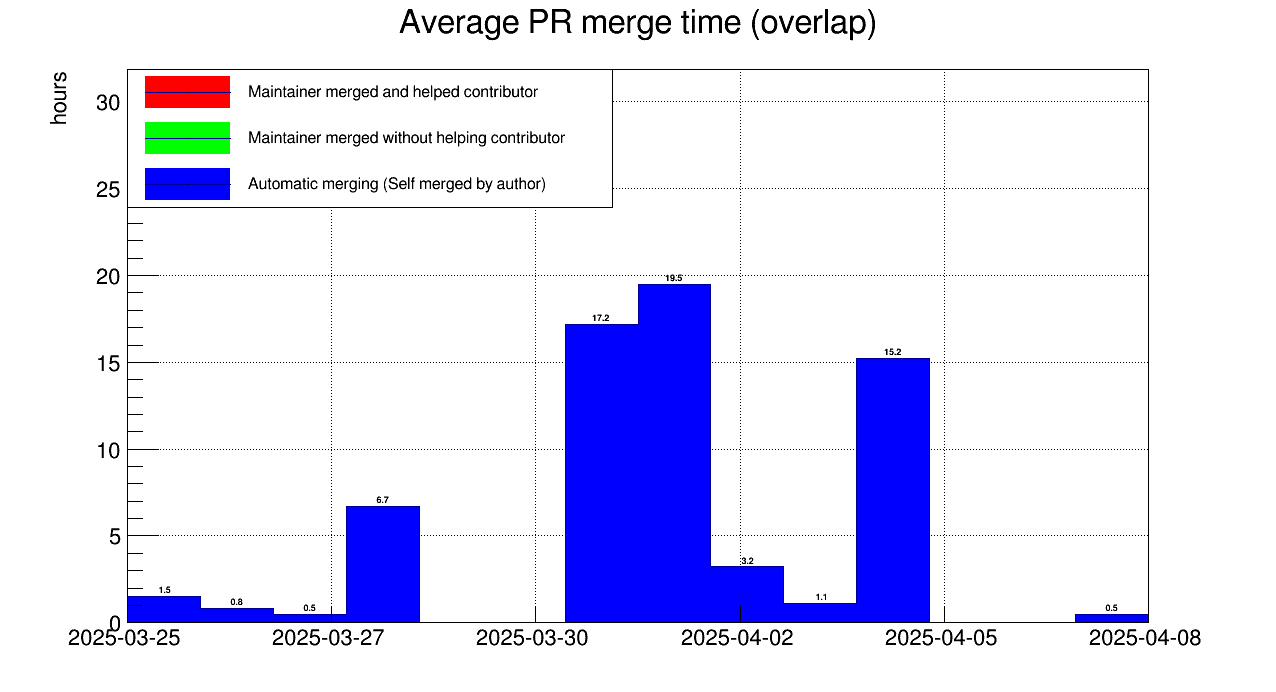 Average PR merge time (overlap)
hours
Maintainer merged and helped contributor
Maintainer merged without helping contributor
Automatic merging (Self merged by author)
30
25
20
15
10
5
0
19.5
17.2
15.2
6.7
3.2
1.5
1.1
0.8
0.5
0.5
2025-03-25 2025-03-27 2025-03-30 2025-04-02 2025-04-05 2025-04-08